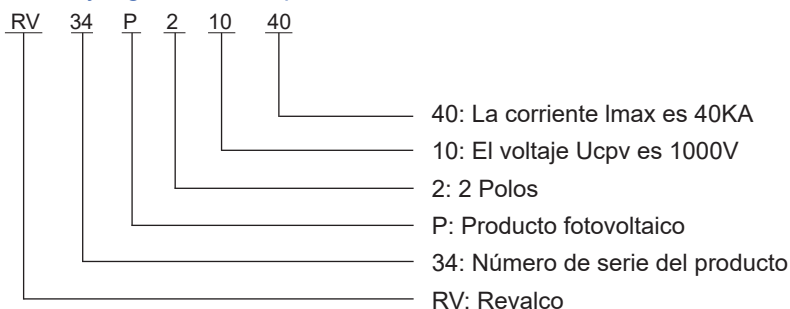 RV 34 P 2 10 40
40: La corriente Imax es 40KA
10: El voltaje Ucpv es 1000V
2: 2 Polos
P: Producto fotovoltaico
34: Número de serie del producto
RV: Revalco